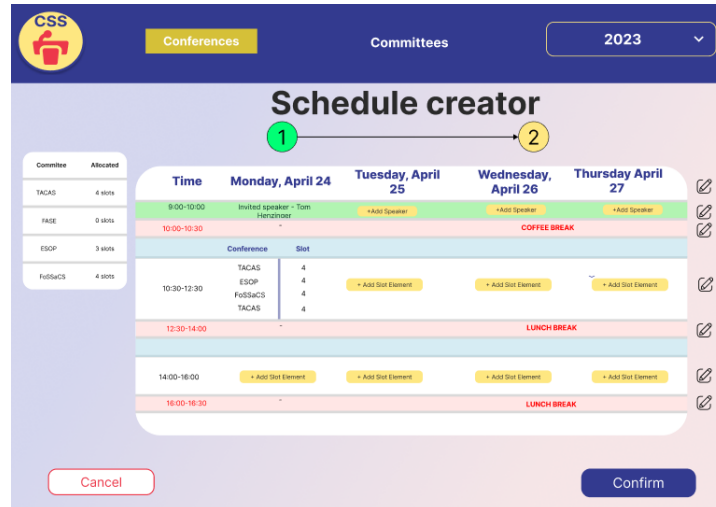 CSS
Conferences
Committees
2023
Schedule creator
1
2
Commitee Allocated
TACAS 4 slots
FASE 0 slots
ESOP 3 slots
FoSSaCS 4 slots
Time Monday, April 24 Tuesday, April 25 Wednesday, April 26 Thursday April 27
9:00-10:00 Invited speaker - Tom Henzinger +Add Speaker +Add Speaker +Add Speaker
10:00-10:30 - COFFEE BREAK
Conference Slot
10:30-12:30
TACAS 4
ESOP 4
FoSSaCS 4
TACAS 4
+ Add Slot Element + Add Slot Element + Add Slot Element
12:30-14:00 - LUNCH BREAK
14:00-16:00 + Add Slot Element + Add Slot Element + Add Slot Element + Add Slot Element
16:00-16:30 - LUNCH BREAK
Cancel
Confirm